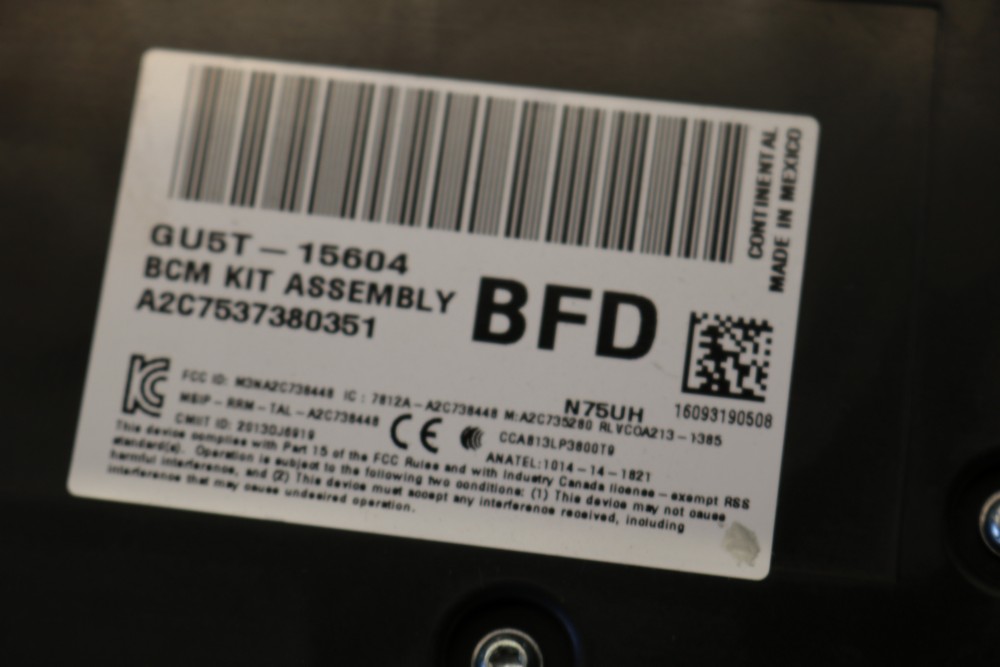 CONTINENTAL
MADE IN MEXICO
GU5T - 15604
BCM KIT ASSEMBLY
A2C7537380351
BFD
N75UH
16093190508
FCC ID: M3NA2C738448 IC : 7812A-A2C738448 M:A2C735280 RLVCOA213-1385
MSIP-RRM-TAL-A2C738448
CMIIT ID: 2013DJ6919
CE
CCA813LP3800T9
ANATEL:1014-14-1821
This device complies with Part 15 of the FCC Rules and with Industry Canada license-exempt RSS
standard(s). Operation is subject to the following two conditions: (1) This device may not cause
harmful interference, and (2) This device must accept any interference received, including
interference that may cause undesired operation.